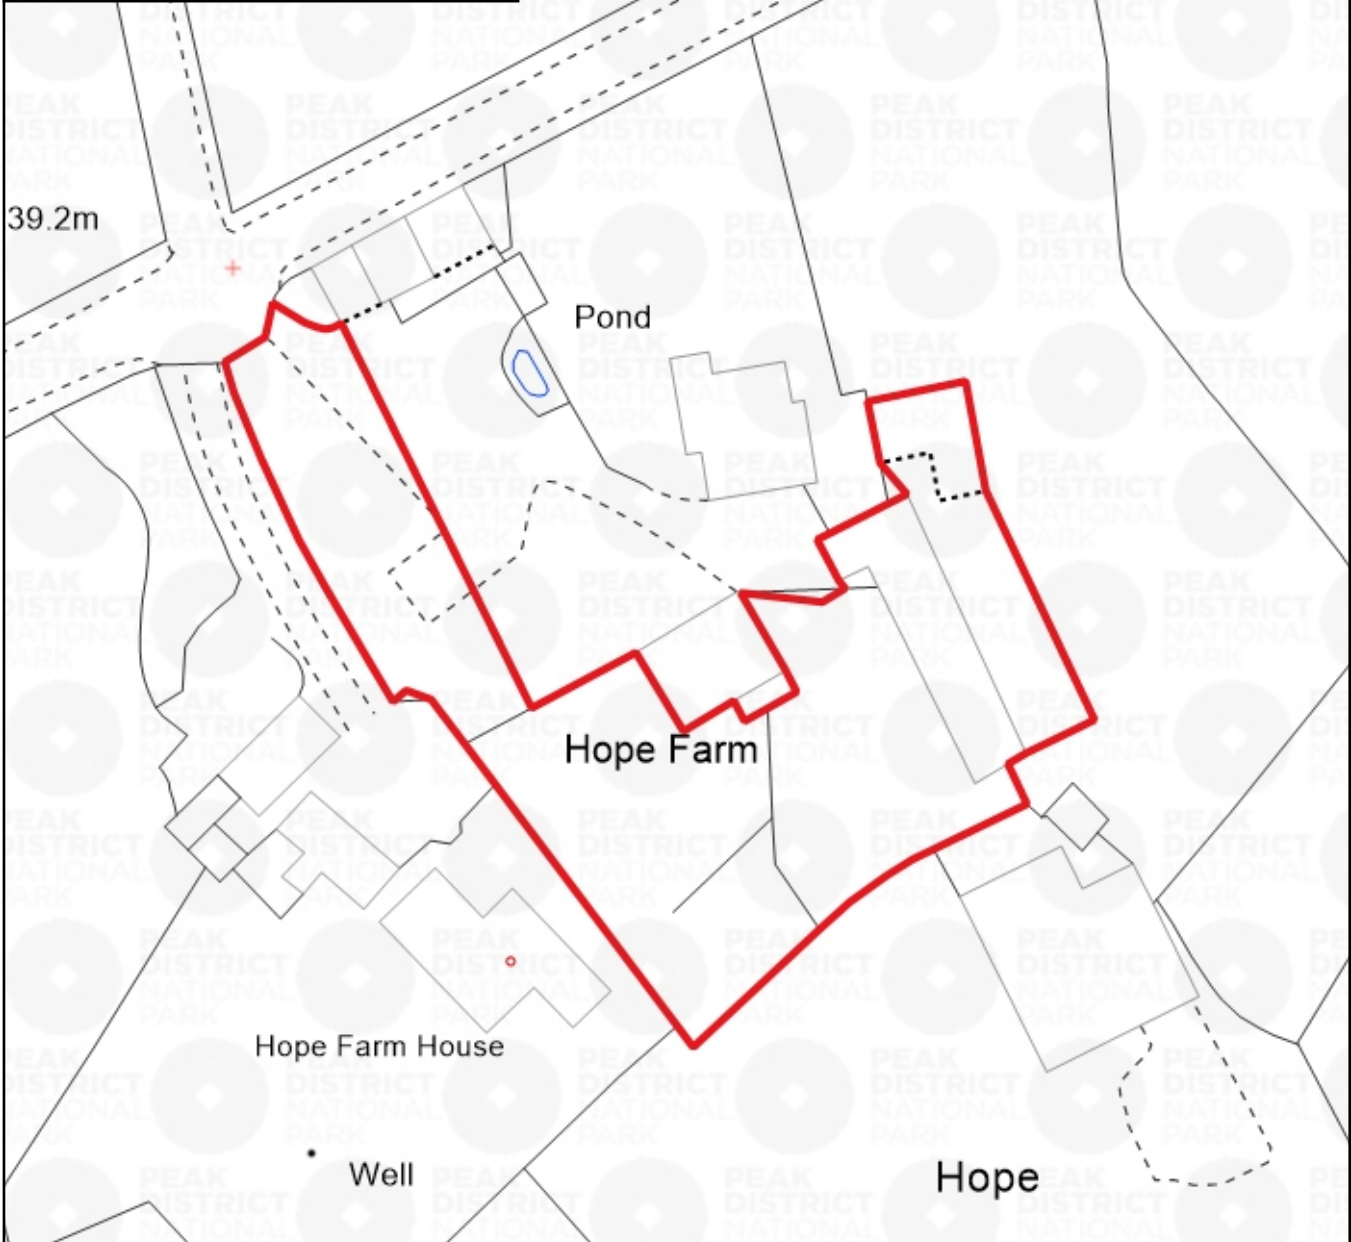 39.2m
Pond
Hope Farm
Hope Farm House
Well
Hope
PEAK
DISTRICT
NATIONAL
PARK